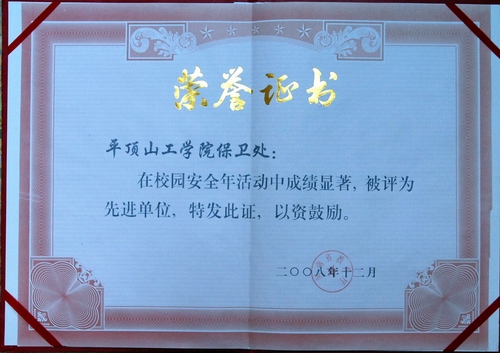 荣誉证书
平顶山工学院保卫处：
在校园安全年活动中成绩显著，被评为
先进单位，特发此证，以资鼓励。
二〇〇八年十二月